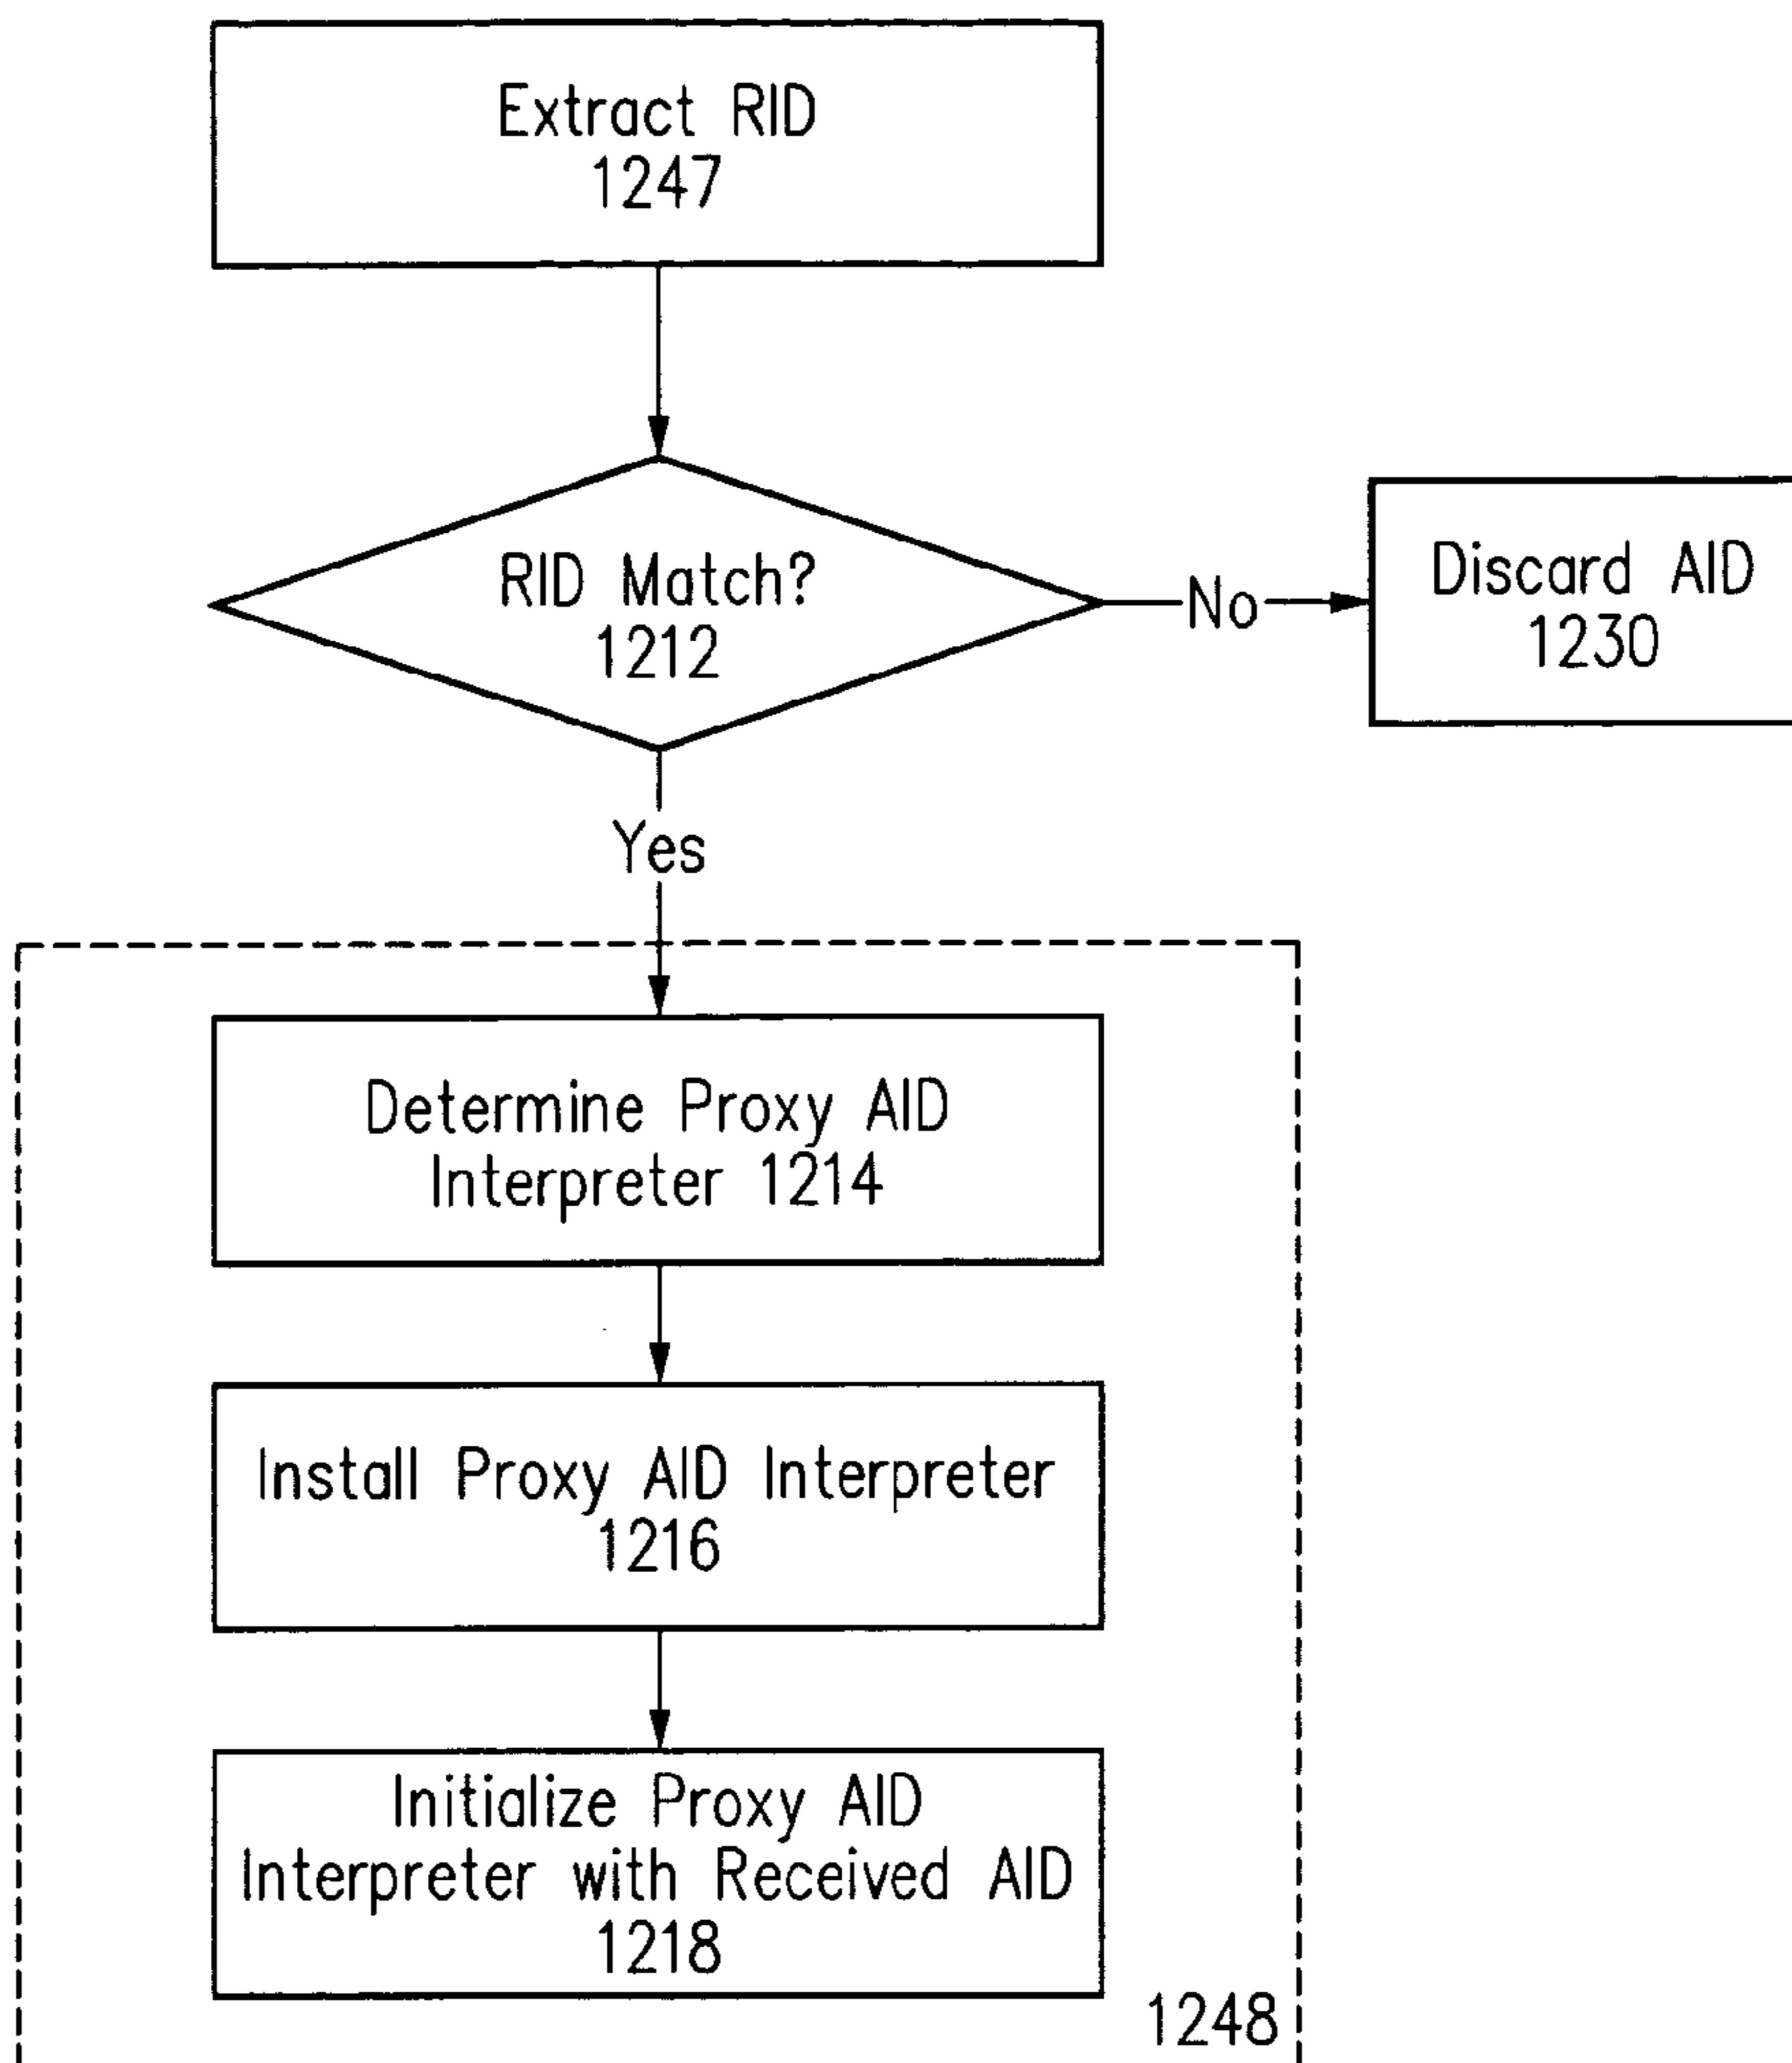 Extract RID
1247
RID Match?
1212
No
Discard AID
1230
Yes
Determine Proxy AID
Interpreter 1214
Install Proxy AID Interpreter
1216
Initialize Proxy AID
Interpreter with Received AID
1218
1248